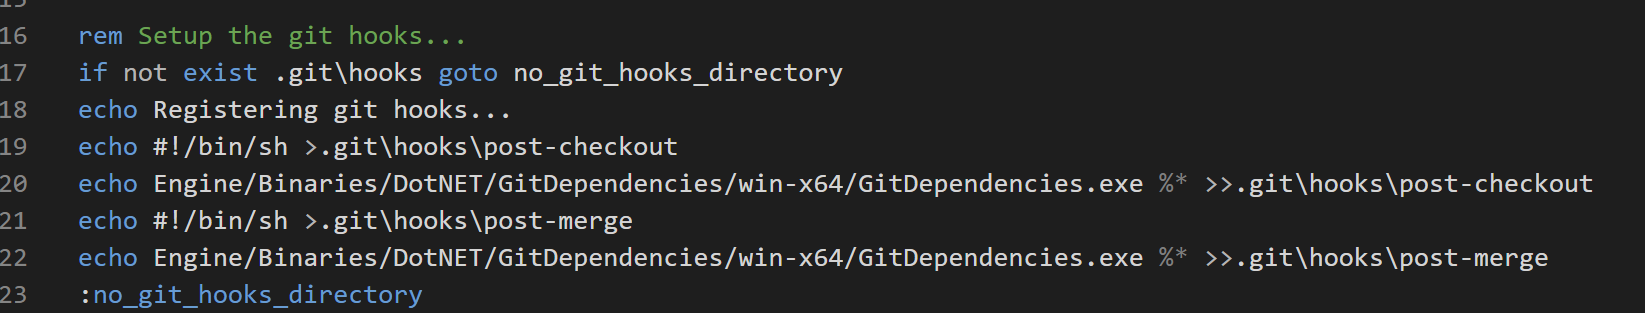 15
16 rem Setup the git hooks...
17 if not exist .git\hooks goto no_git_hooks_directory
18 echo Registering git hooks...
19 echo #!/bin/sh >.git\hooks\post-checkout
20 echo Engine/Binaries/DotNET/GitDependencies/win-x64/GitDependencies.exe %* >>.git\hooks\post-checkout
21 echo #!/bin/sh >.git\hooks\post-merge
22 echo Engine/Binaries/DotNET/GitDependencies/win-x64/GitDependencies.exe %* >>.git\hooks\post-merge
23 :no_git_hooks_directory